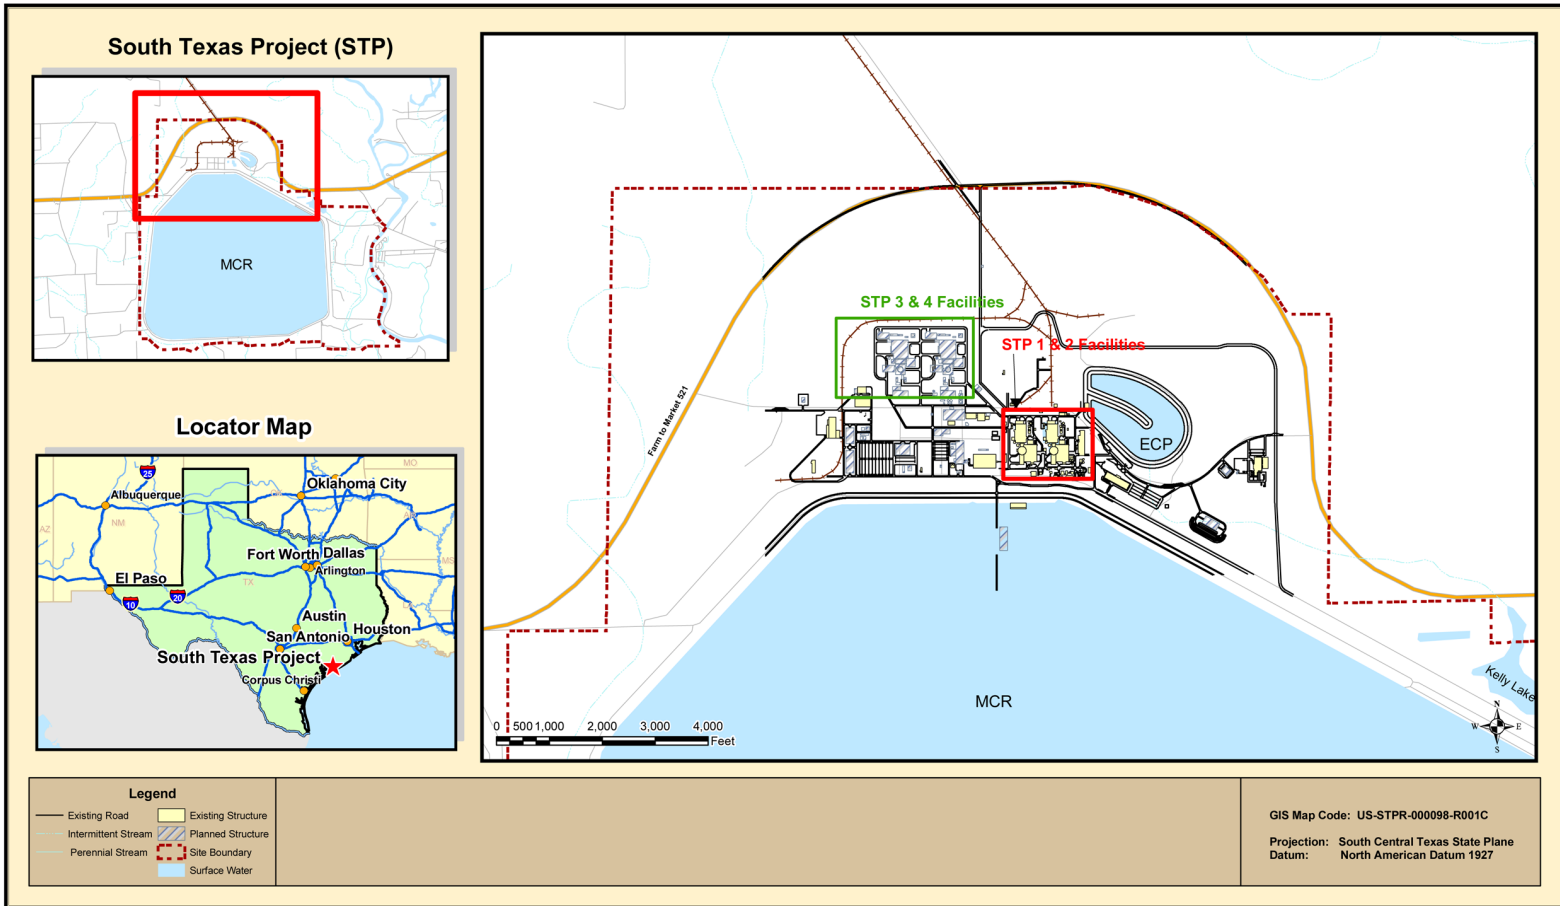 South Texas Project (STP)
MCR
Locator Map
MO
25
Oklahoma City
Albuquerque
OK
AR
NM
AZ
Fort Worth
Dallas
MS
Arlington
TX
El Paso
20
10
Austin
San Antonio
Houston
South Texas Project
Corpus Christi
STP 3 & 4 Facilities
STP 1 & 2 Facilities
Farm to Market 521
ECP
Kelly Lake
MCR
N
W
E
S
0 500 1,000 2,000 3,000 4,000
Feet
Legend
Existing Road
Existing Structure
Intermittent Stream
Planned Structure
Perennial Stream
Site Boundary
Surface Water
GIS Map Code: US-STPR-000098-R001C
Projection: South Central Texas State Plane
Datum: North American Datum 1927